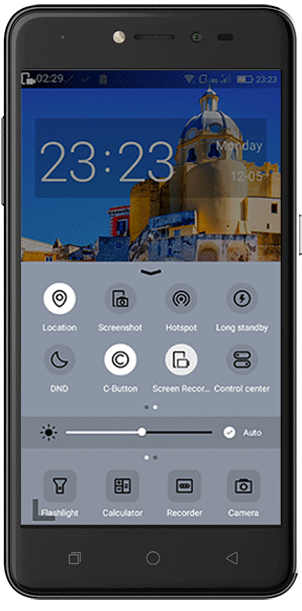 02:29 4G 23:23
23:23 Monday
12-05
Location Screenshot Hotspot Long standby
DND C-Button Screen Recor... Control center
Auto
Flashlight Calculator Recorder Camera